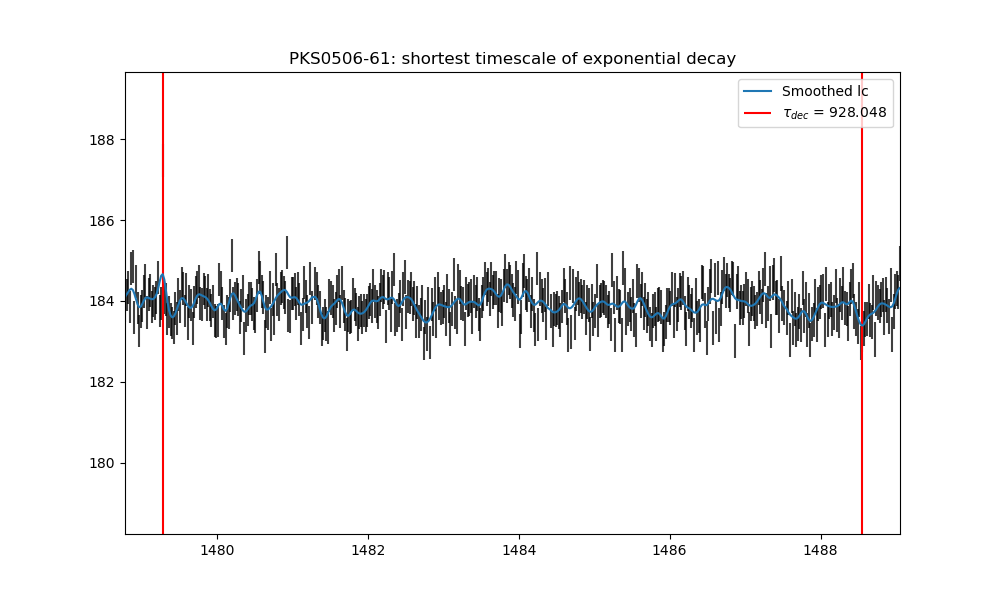 PKS0506-61: shortest timescale of exponential decay
Smoothed lc
τ_dec = 928.048
188
186
184
182
180
1480 1482 1484 1486 1488